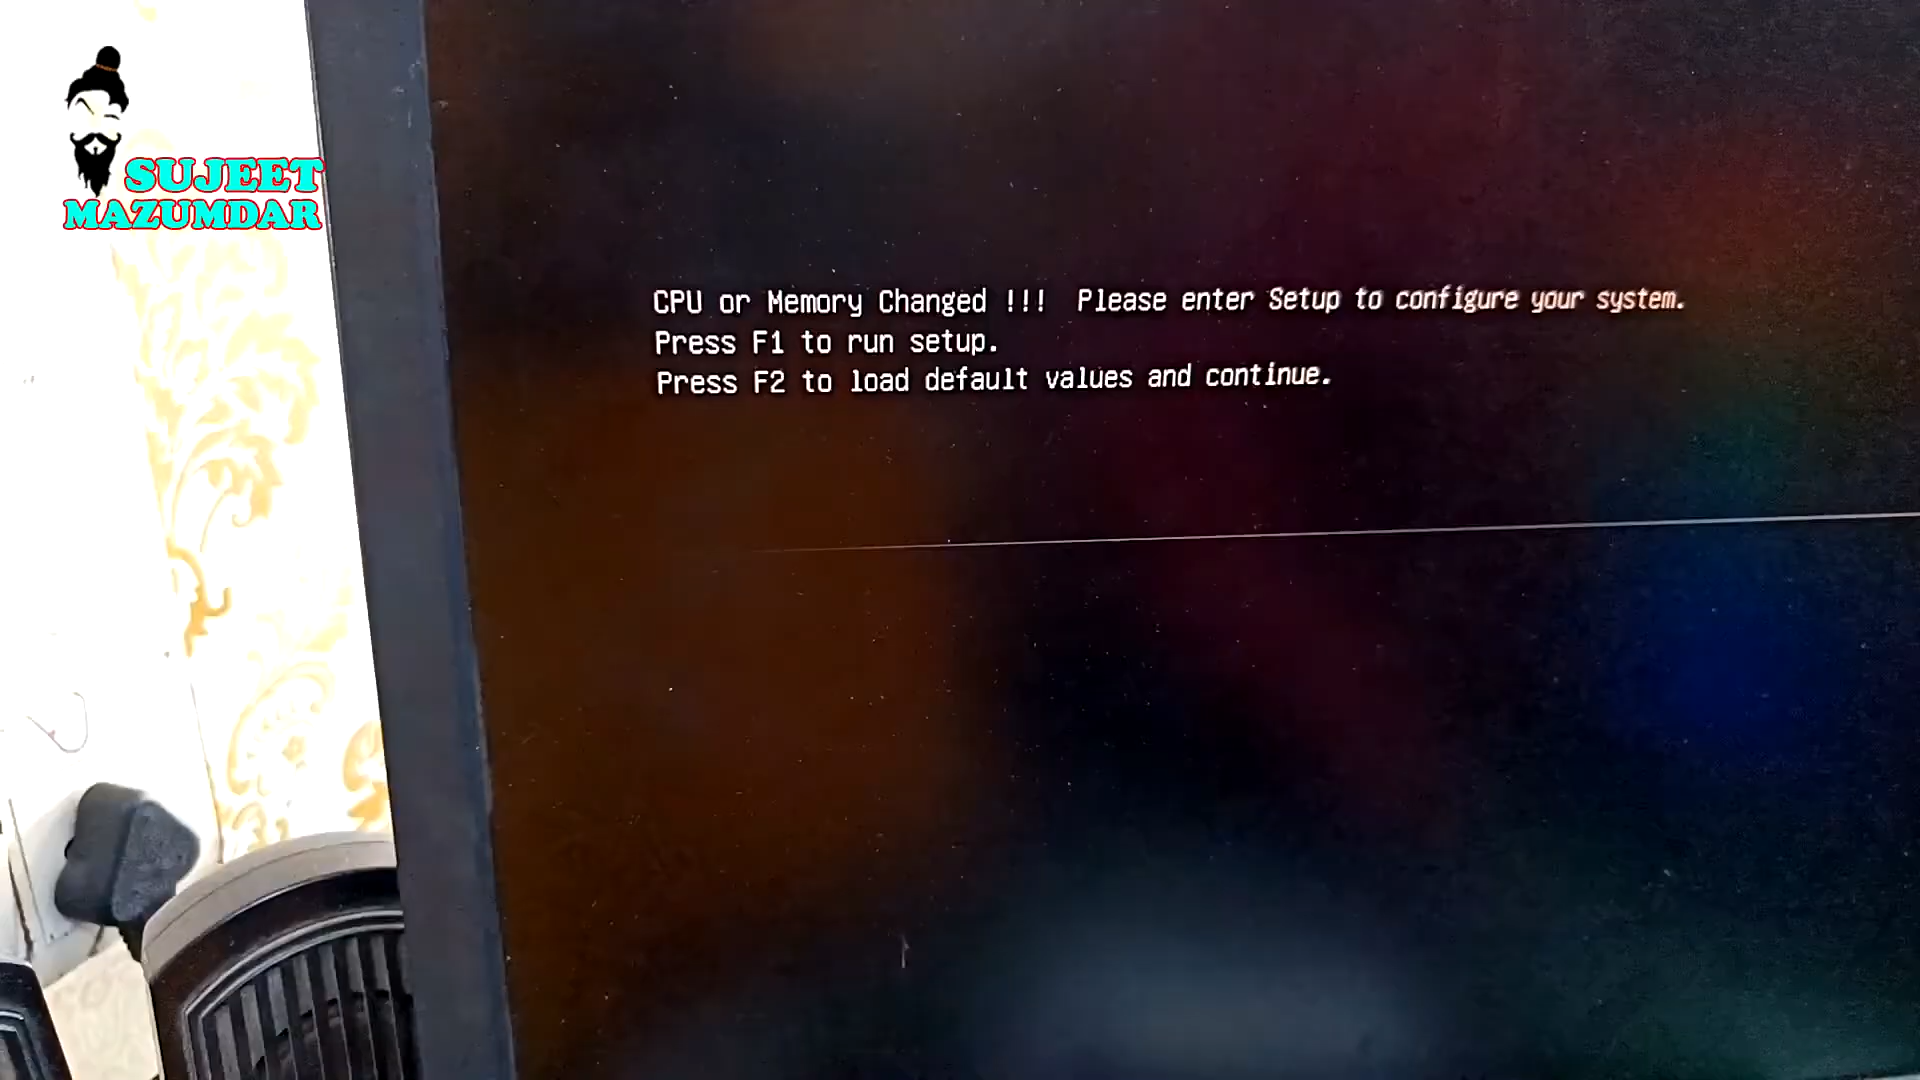 SUJEET
MAZUMDAR
CPU or Memory Changed !!!  Please enter Setup to configure your system.
Press F1 to run setup.
Press F2 to load default values and continue.